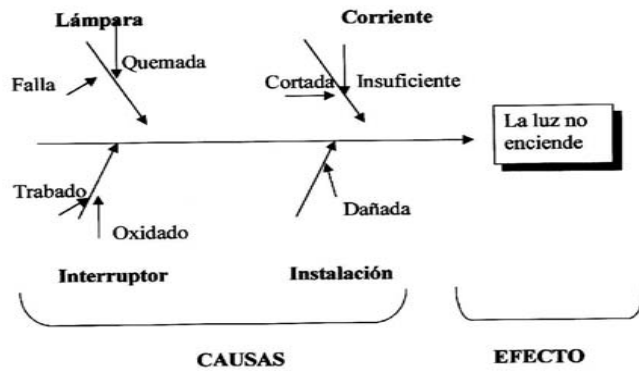 Lámpara
Corriente
Quemada
Falla
Cortada
Insuficiente
La luz no
enciende
Trabado
Oxidado
Dañada
Interruptor
Instalación
CAUSAS
EFECTO